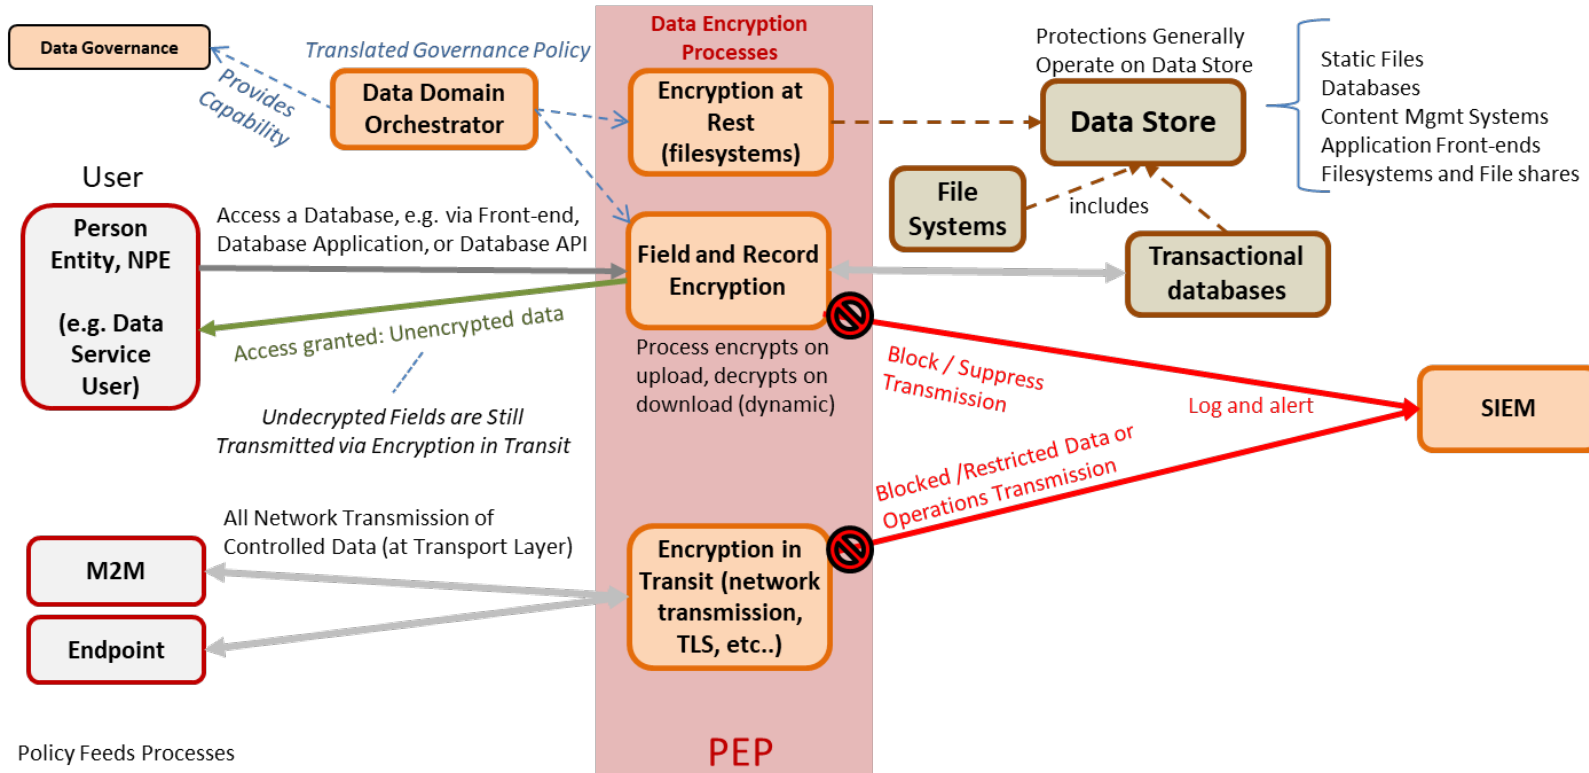 Data Governance
Translated Governance Policy
Provides
Capability
Data Domain
Orchestrator
Data Encryption
Processes
Encryption at
Rest
(filesystems)
Protections Generally
Operate on Data Store
Data Store
Static Files
Databases
Content Mgmt Systems
Application Front-ends
Filesystems and File shares
File
Systems
includes
Transactional
databases
User
Person
Entity, NPE
(e.g. Data
Service
User)
Access a Database, e.g. via Front-end,
Database Application, or Database API
Access granted: Unencrypted data
Undecrypted Fields are Still
Transmitted via Encryption in Transit
Field and Record
Encryption
Process encrypts on
upload, decrypts on
download (dynamic)
Block / Suppress
Transmission
Log and alert
SIEM
Blocked /Restricted Data or
Operations Transmission
All Network Transmission of
Controlled Data (at Transport Layer)
M2M
Endpoint
Encryption in
Transit (network
transmission,
TLS, etc..)
Policy Feeds Processes
PEP